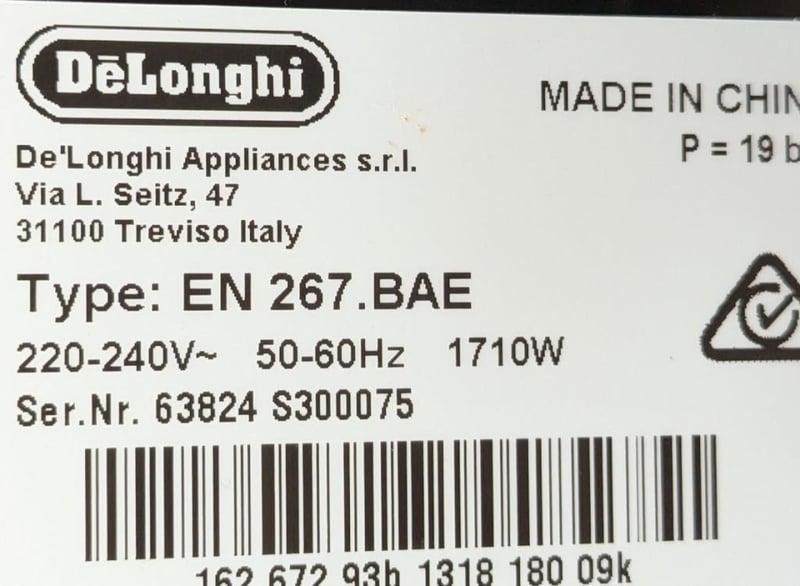 DēLonghi
MADE IN CHIN
P = 19 b
De'Longhi Appliances s.r.l.
Via L. Seitz, 47
31100 Treviso Italy
Type: EN 267.BAE
220-240V~ 50-60Hz 1710W
Ser.Nr. 63824 S300075
162 672 93b 1318 180 09k